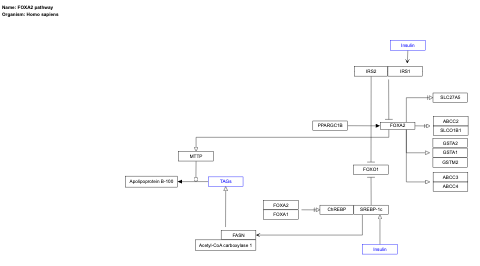 Name: FOXA2 pathway
Organism: Homo sapiens
Insulin
IRS2
IRS1
SLC27A5
PPARGC1B
FOXA2
ABCC2
SLCO1B1
GSTA2
GSTA1
GSTM2
MTTP
FOXO1
Apolipoprotein B-100
TAGs
ABCC3
ABCC4
FOXA2
FOXA1
ChREBP
SREBP-1c
FASN
Acetyl-CoA carboxylase 1
Insulin